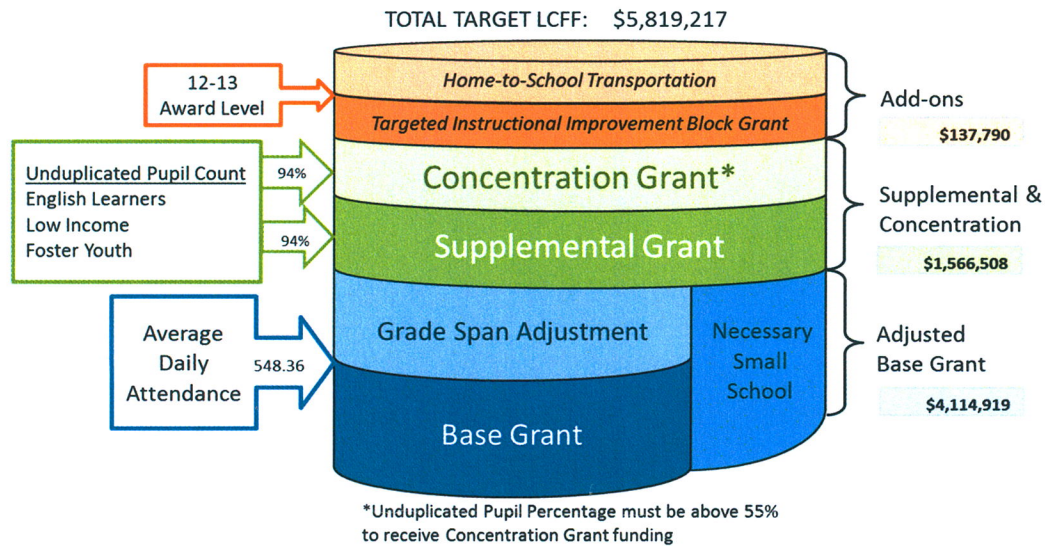 TOTAL TARGET LCFF: $5,819,217
12-13
Award Level
Home-to-School Transportation
Targeted Instructional Improvement Block Grant
Add-ons
$137,790
Unduplicated Pupil Count
English Learners
Low Income
Foster Youth
94%
94%
Concentration Grant*
Supplemental Grant
Supplemental &
Concentration
$1,566,508
Average
Daily
Attendance
548.36
Grade Span Adjustment
Base Grant
Necessary
Small
School
Adjusted
Base Grant
$4,114,919
*Unduplicated Pupil Percentage must be above 55%
to receive Concentration Grant funding